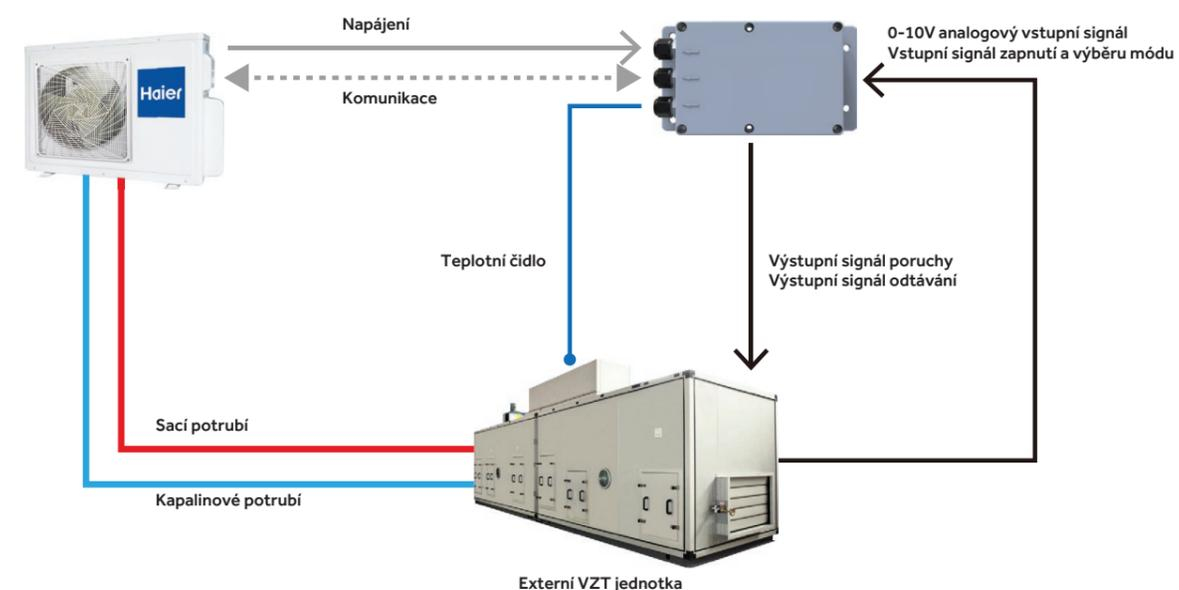 Napájení
0-10V analogový vstupní signál
Vstupní signál zapnutí a výběru módu
Haier
Komunikace
Teplotní čidlo
Výstupní signál poruchy
Výstupní signál odtávání
Sací potrubí
Kapalinové potrubí
Externí VZT jednotka